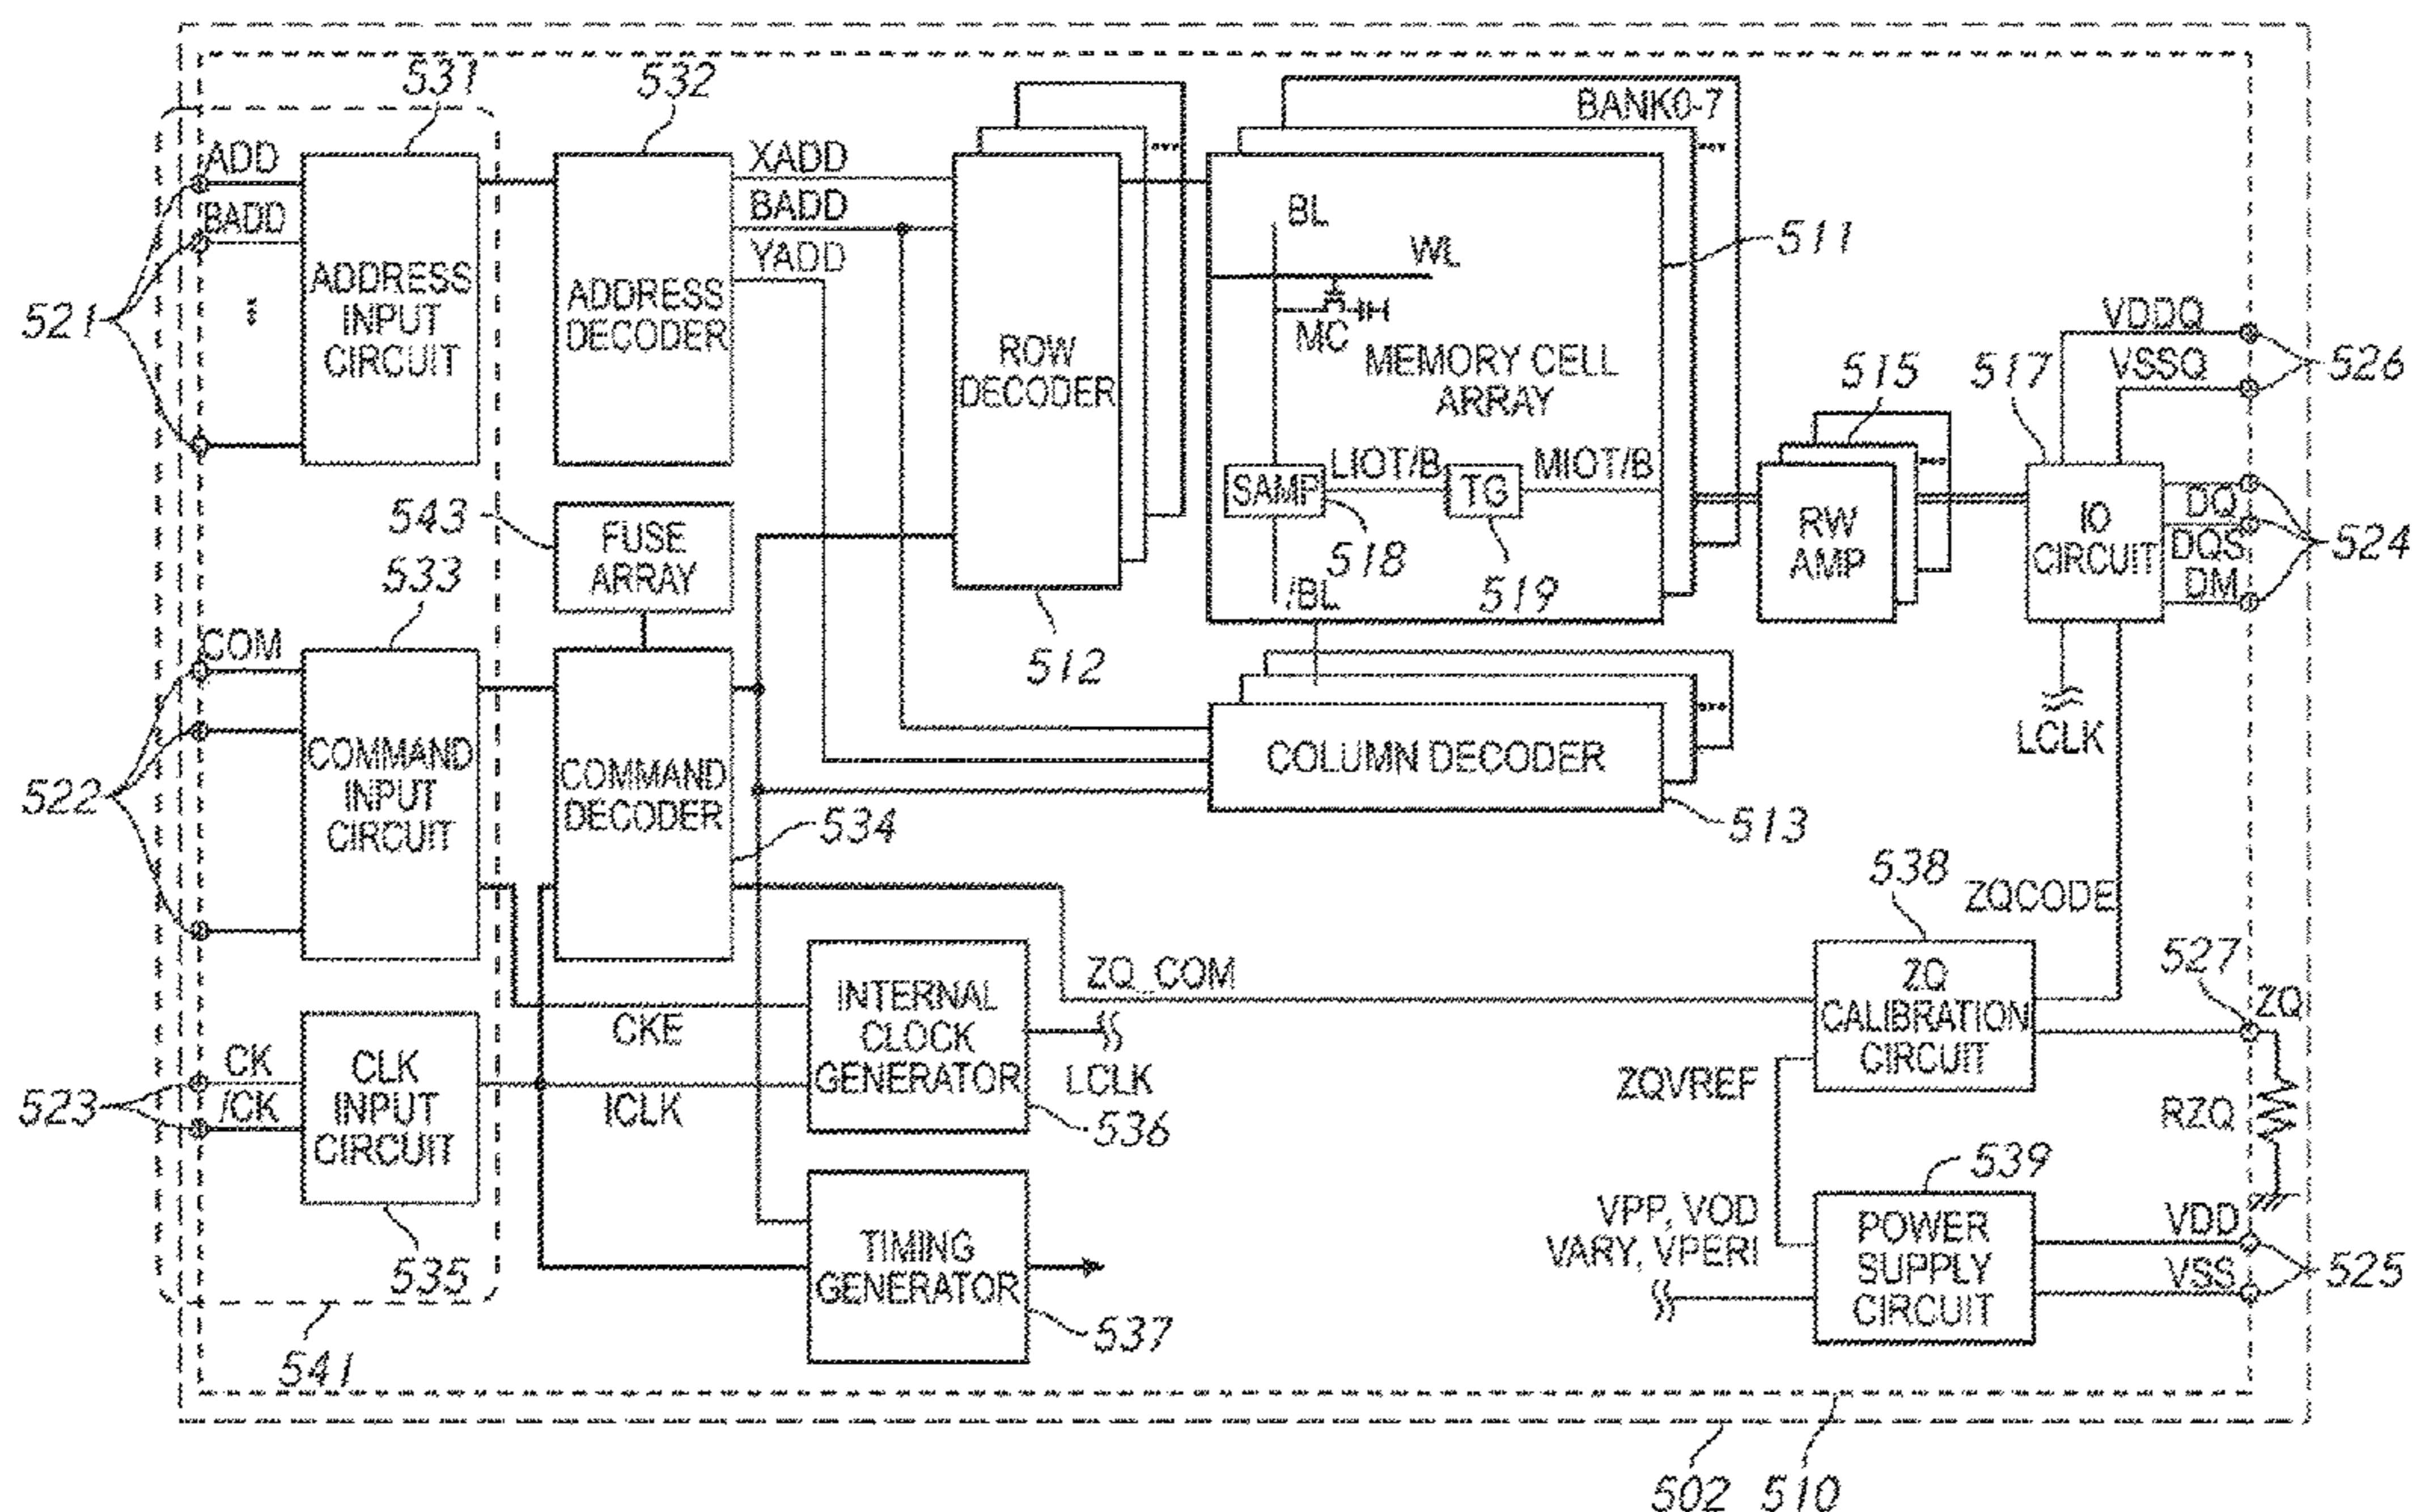 531
532
BANK0-7
ADD
XADD
BADD
BADD
YADD
BL
WL
511
ADDRESS
INPUT
CIRCUIT
ADDRESS
DECODER
521
MC
MEMORY CELL
ARRAY
ROW
DECODER
VDDQ
VSSQ
526
515
517
LIOT/B
MIOT/B
SAMP
TG
543
FUSE
ARRAY
518
519
/BL
RW
AMP
IO
CIRCUIT
DQ
DQS
DM
524
533
COM
512
LCLK
COMMAND
INPUT
CIRCUIT
COMMAND
DECODER
522
534
COLUMN DECODER
513
538
ZQCODE
527
ZQ
INTERNAL
CLOCK
GENERATOR
ZQ_COM
ZQ
CALIBRATION
CIRCUIT
CKE
CK
/CK
523
CLK
INPUT
CIRCUIT
ICLK
LCLK
536
ZQVREF
RZQ
539
VPP, VOD
VARY, VPERI
POWER
SUPPLY
CIRCUIT
VDD
VSS
525
TIMING
GENERATOR
535
537
541
502
510